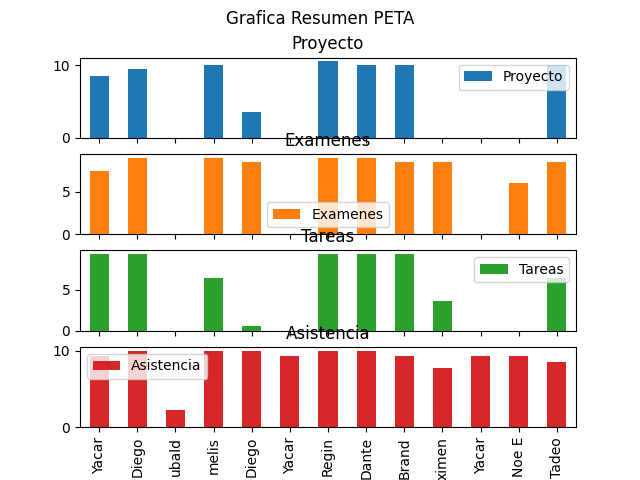 Grafica Resumen PETA
Proyecto
10
0
Proyecto
Examenes
5
0
Examenes
Tareas
5
0
Tareas
Asistencia
10
0
Asistencia
Yacar
Diego
ubald
melis
Diego
Yacar
Regin
Dante
Brand
ximen
Yacar
Noe E
Tadeo